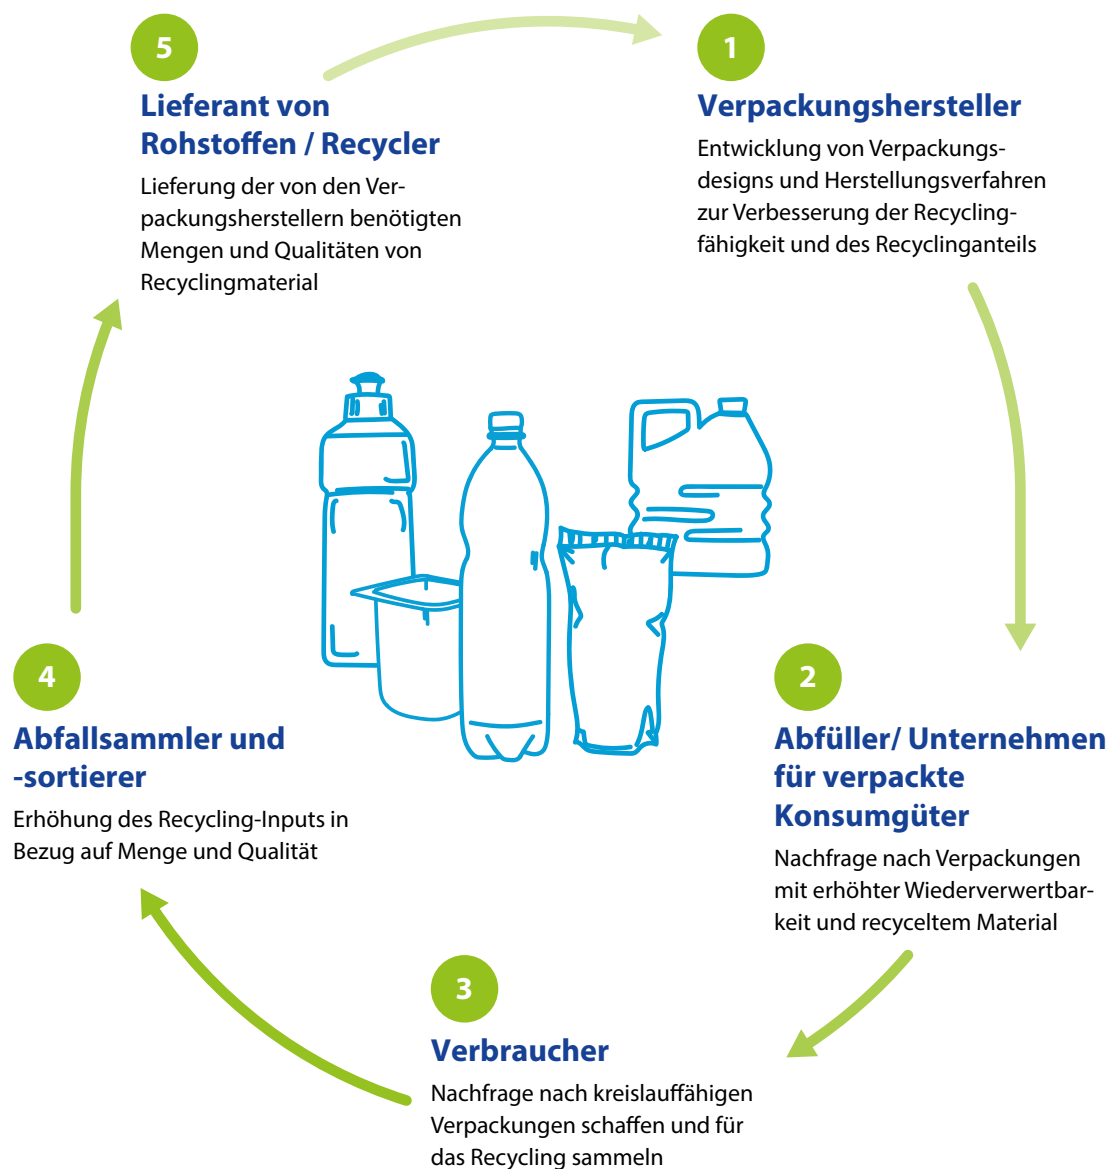 1
Verpackungshersteller
Entwicklung von Verpackungs-
designs und Herstellungsverfahren
zur Verbesserung der Recycling-
fähigkeit und des Recyclinganteils
2
Abfüller/ Unternehmen
für verpackte
Konsumgüter
Nachfrage nach Verpackungen
mit erhöhter Wiederverwertbar-
keit und recyceltem Material
3
Verbraucher
Nachfrage nach kreislauffähigen
Verpackungen schaffen und für
das Recycling sammeln
4
Abfallsammler und
-sortierer
Erhöhung des Recycling-Inputs in
Bezug auf Menge und Qualität
5
Lieferant von
Rohstoffen / Recycler
Lieferung der von den Ver-
packungsherstellern benötigten
Mengen und Qualitäten von
Recyclingmaterial